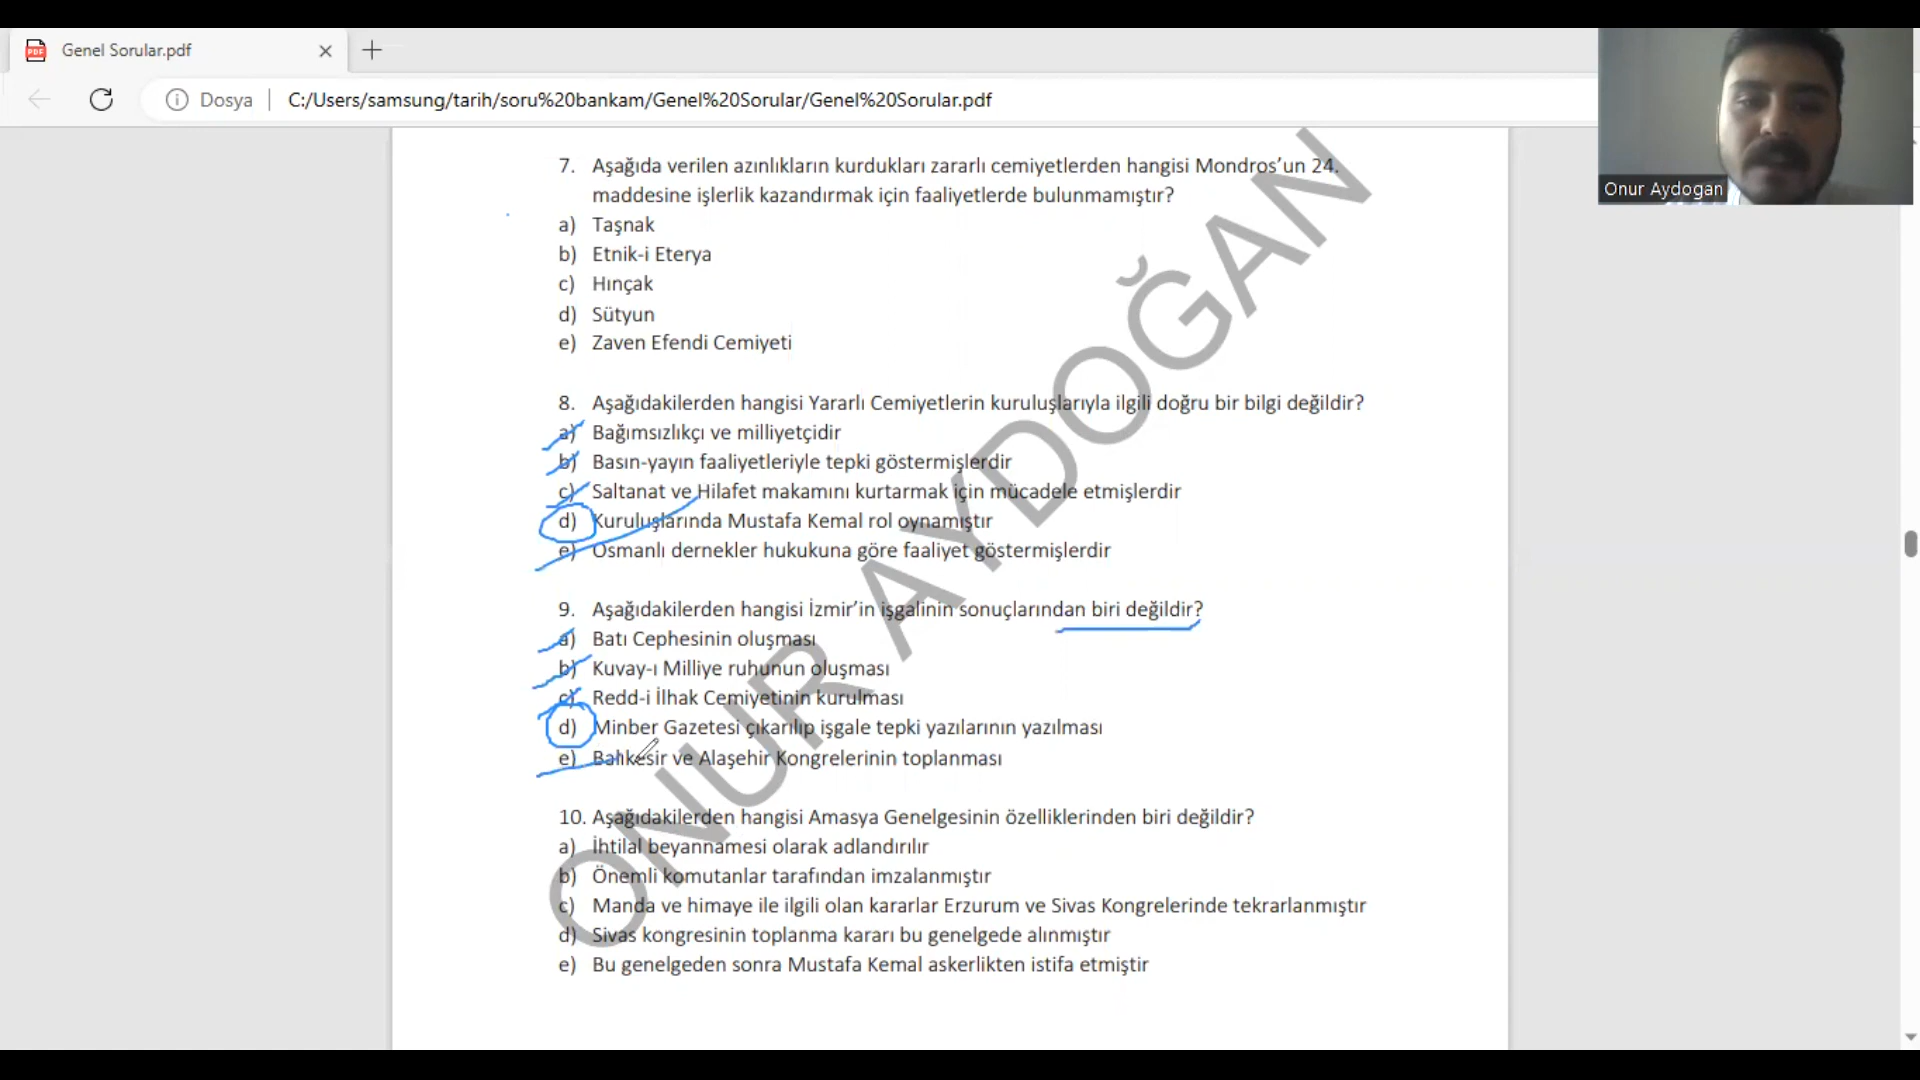 Genel Sorular.pdf
Dosya
C:/Users/samsung/tarih/soru%20bankam/Genel%20Sorular/Genel%20Sorular.pdf
Onur Aydogan
7. Aşağıda verilen azınlıkların kurdukları zararlı cemiyetlerden hangisi Mondros’un 24.
maddesine işlerlik kazandırmak için faaliyetlerde bulunmamıştır?
a) Taşnak
b) Etnik-i Eterya
c) Hınçak
d) Sütyun
e) Zaven Efendi Cemiyeti
8. Aşağıdakilerden hangisi Yararlı Cemiyetlerin kuruluşlarıyla ilgili doğru bir bilgi değildir?
a) Bağımsızlıkçı ve milliyetçidir
b) Basın-yayın faaliyetleriyle tepki göstermişlerdir
c) Saltanat ve Hilafet makamını kurtarmak için mücadele etmişlerdir
d) Kuruluşlarında Mustafa Kemal rol oynamıştır
e) Osmanlı dernekler hukukuna göre faaliyet göstermişlerdir
9. Aşağıdakilerden hangisi İzmir’in işgalinin sonuçlarından biri değildir?
a) Batı Cephesinin oluşması
b) Kuvay-ı Milliye ruhunun oluşması
c) Redd-i İlhak Cemiyetinin kurulması
d) Minber Gazetesi çıkarılıp işgale tepki yazılarının yazılması
e) Balıkesir ve Alaşehir Kongrelerinin toplanması
10. Aşağıdakilerden hangisi Amasya Genelgesinin özelliklerinden biri değildir?
a) İhtilal beyannamesi olarak adlandırılır
b) Önemli komutanlar tarafından imzalanmıştır
c) Manda ve himaye ile ilgili olan kararlar Erzurum ve Sivas Kongrelerinde tekrarlanmıştır
d) Sivas kongresinin toplanma kararı bu genelgede alınmıştır
e) Bu genelgeden sonra Mustafa Kemal askerlikten istifa etmiştir
ONUR AYDOĞAN